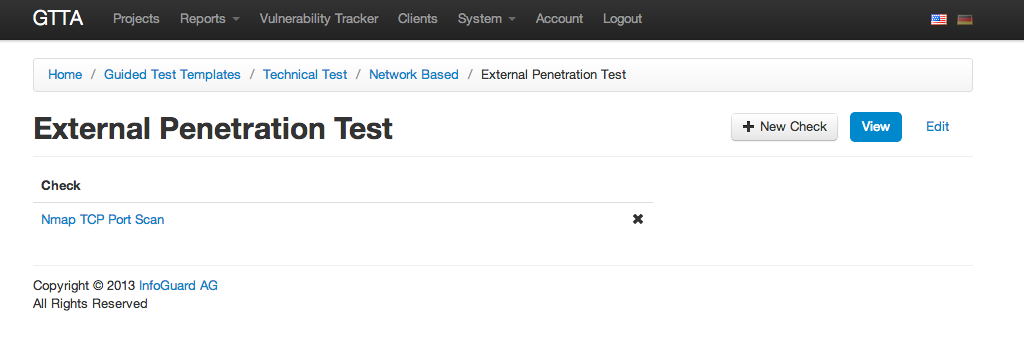 GTTA Projects Reports Vulnerability Tracker Clients System Account Logout
Home / Guided Test Templates / Technical Test / Network Based / External Penetration Test
External Penetration Test New Check View Edit
Check
Nmap TCP Port Scan
Copyright © 2013 InfoGuard AG
All Rights Reserved